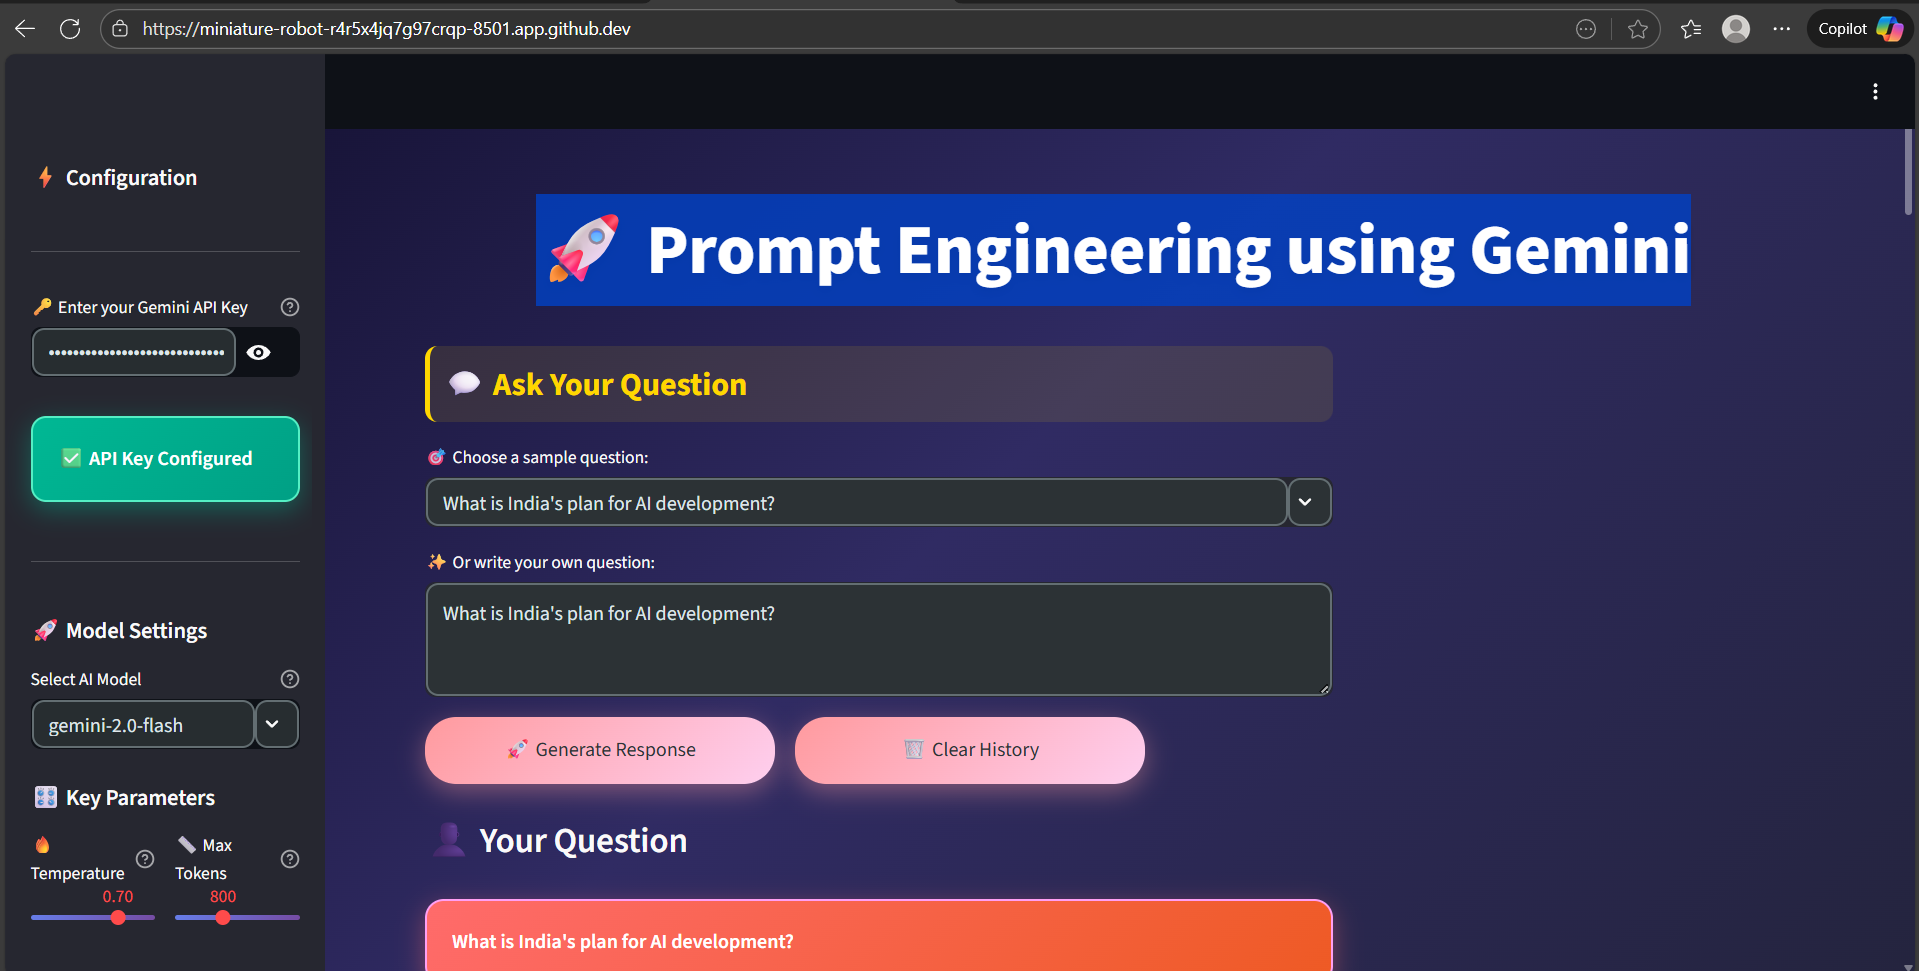 https://miniature-robot-r4r5x4jq7g97crqp-8501.app.github.dev
Copilot
Configuration
Enter your Gemini API Key
API Key Configured
Model Settings
Select AI Model
gemini-2.0-flash
Key Parameters
Temperature
0.70
Max
Tokens
800
Prompt Engineering using Gemini
Ask Your Question
Choose a sample question:
What is India's plan for AI development?
Or write your own question:
What is India's plan for AI development?
Generate Response
Clear History
Your Question
What is India's plan for AI development?